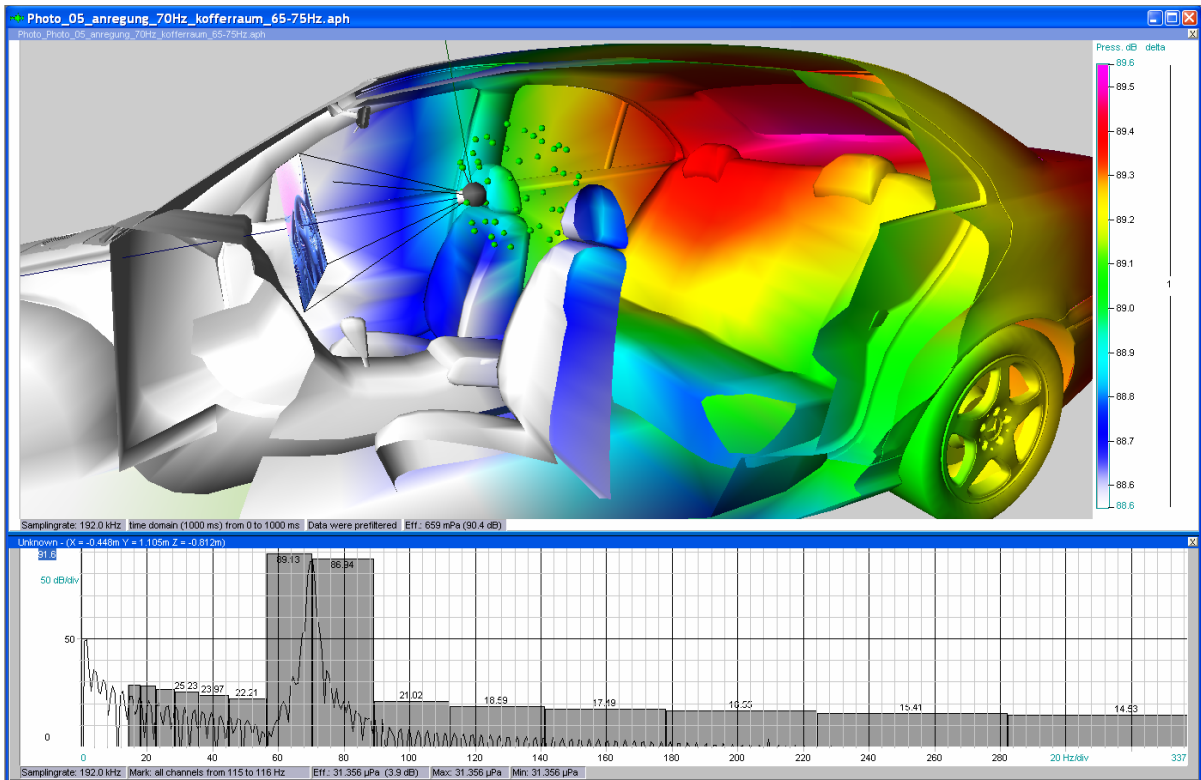 Photo_05_anregung_70Hz_kofferraum_65-75Hz.aph
Photo_Photo_05_anregung_70Hz_kofferraum_65-75Hz.aph
X
Press. dB delta
89.6
89.5
89.4
89.3
89.2
89.1
89.0
88.9
88.8
88.7
88.6
88.6
1
Samplingrate: 192.0 kHz time domain (1000 ms) from 0 to 1000 ms Data were prefiltered Eff.: 659 mPa (90.4 dB)
Unknown - (X = -0.448m Y = 1.105m Z = -0.812m)
X
91.6
50 dB/div
50
0
89.13 86.94
25.23 23.97 22.21 21.02 18.59 17.49 16.55 15.41 14.53
0 20 40 60 80 100 120 140 160 180 200 220 240 260 280 20 Hz/div 337
Samplingrate: 192.0 kHz Mark: all channels from 115 to 116 Hz Eff.: 31.356 µPa (3.9 dB) Max: 31.356 µPa Min: 31.356 µPa